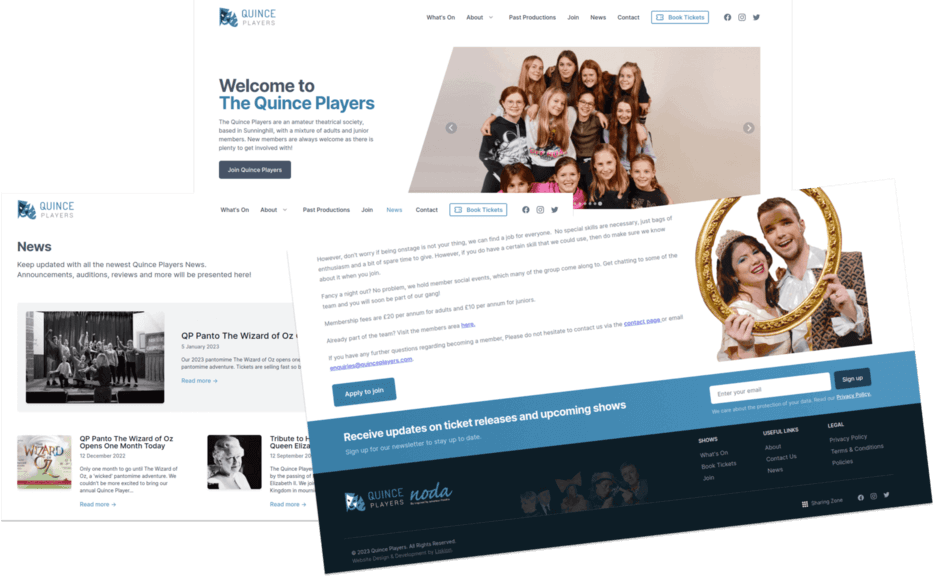 QUINCE
PLAYERS
What's On
About
Past Productions
Join
News
Contact
Book Tickets
Welcome to
The Quince Players
The Quince Players are an amateur theatrical society,
based in Sunninghill, with a mixture of adults and junior
members. New members are always welcome as there is
plenty to get involved with!
Join Quince Players
QUINCE
PLAYERS
What's On
About
Past Productions
Join
News
Contact
Book Tickets
News
Keep updated with all the newest Quince Players News.
Announcements, auditions, reviews and more will be presented here!
QP Panto The Wizard of Oz
5 January 2023
Our 2023 pantomime The Wizard of Oz opens one
pantomime adventure. Tickets are selling fast so b
Read more →
WIZARD
OZ
QP Panto The Wizard of Oz
Opens One Month Today
12 December 2022
Only one month to go until The Wizard of
Oz, a 'wicked' pantomime adventure. We
couldn't be more excited to bring our
annual Quince Player...
Read more →
Tribute to H
Queen Eliza
12 September 20
The Quince Playe
by the passing of
Elizabeth II. We joi
Kingdom in mourni
Read more →
However, don't worry if being onstage is not your thing, we can find a job for everyone. No special skills are necessary, just bags of
enthusiasm and a bit of spare time to give. However, if you do have a certain skill that we could use, then do make sure we know
about it when you join.
Fancy a night out? No problem, we hold member social events, which many of the group come along to. Get chatting to some of the
team and you will soon be part of our gang!
Membership fees are £20 per annum for adults and £10 per annum for juniors.
Already part of the team? Visit the members area here.
If you have any further questions regarding becoming a member, Please do not hesitate to contact us via the contact page or email
enquiries@quinceplayers.com.
Apply to join
Receive updates on ticket releases and upcoming shows
Sign up for our newsletter to stay up to date.
Enter your email
Sign up
We care about the protection of your data. Read our Privacy Policy.
QUINCE
PLAYERS
noda
SHOWS
What's On
Book Tickets
Join
USEFUL LINKS
About
Contact Us
News
LEGAL
Privacy Policy
Terms & Conditions
Policies
Sharing Zone
© 2023 Quince Players. All Rights Reserved.
Website Design & Development by